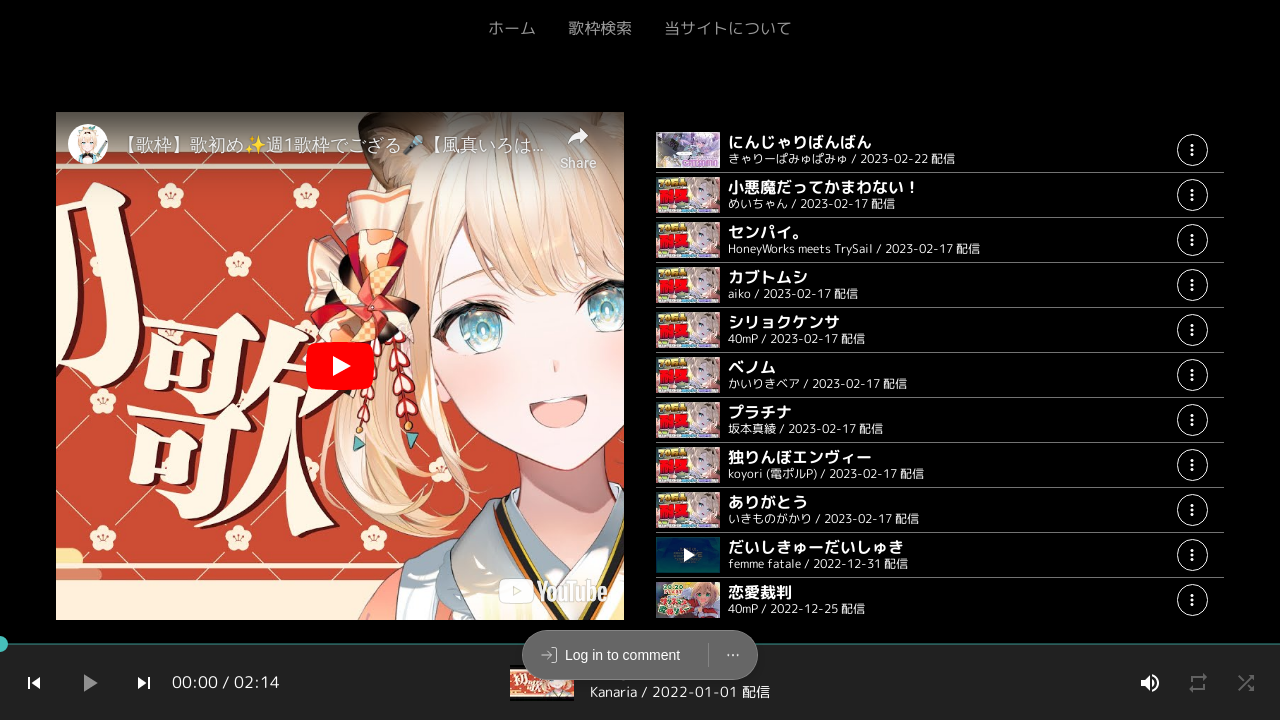 ホーム 歌枠検索 当サイトについて
【歌枠】歌初め✨週1歌枠でござる🎤【風真いろは...
Share
初歌
YouTube
にんじゃりばんばん
きゃりーぱみゅぱみゅ / 2023-02-22 配信
小悪魔だってかまわない！
めいちゃん / 2023-02-17 配信
センパイ。
HoneyWorks meets TrySail / 2023-02-17 配信
カブトムシ
aiko / 2023-02-17 配信
シリョクケンサ
40mP / 2023-02-17 配信
ベノム
かいりきベア / 2023-02-17 配信
プラチナ
坂本真綾 / 2023-02-17 配信
独りんぼエンヴィー
koyori (電ポルP) / 2023-02-17 配信
ありがとう
いきものがかり / 2023-02-17 配信
だいしきゅーだいしゅき
femme fatale / 2022-12-31 配信
恋愛裁判
40mP / 2022-12-25 配信
Log in to comment
00:00 / 02:14
Kanaria / 2022-01-01 配信